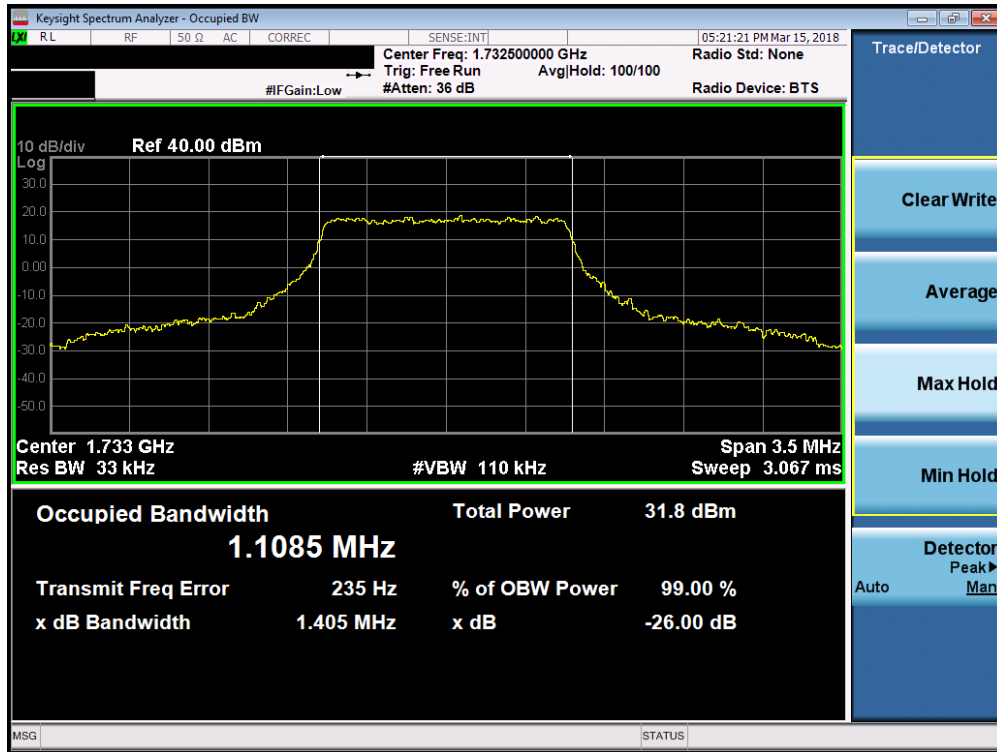 Keysight Spectrum Analyzer - Occupied BW
LXI RL RF 50 Ω AC CORREC SENSE:INT 05:21:21 PM Mar 15, 2018
Center Freq: 1.732500000 GHz Radio Std: None
Trig: Free Run Avg|Hold: 100/100
#IFGain:Low #Atten: 36 dB Radio Device: BTS
Trace/Detector
10 dB/div Ref 40.00 dBm
Log
30.0
20.0
10.0
0.00
-10.0
-20.0
-30.0
-40.0
-50.0
Center 1.733 GHz Span 3.5 MHz
Res BW 33 kHz #VBW 110 kHz Sweep 3.067 ms
Occupied Bandwidth Total Power 31.8 dBm
1.1085 MHz
Transmit Freq Error 235 Hz % of OBW Power 99.00 %
x dB Bandwidth 1.405 MHz x dB -26.00 dB
Clear Write
Average
Max Hold
Min Hold
Detector
Peak▶
Auto Man
MSG STATUS